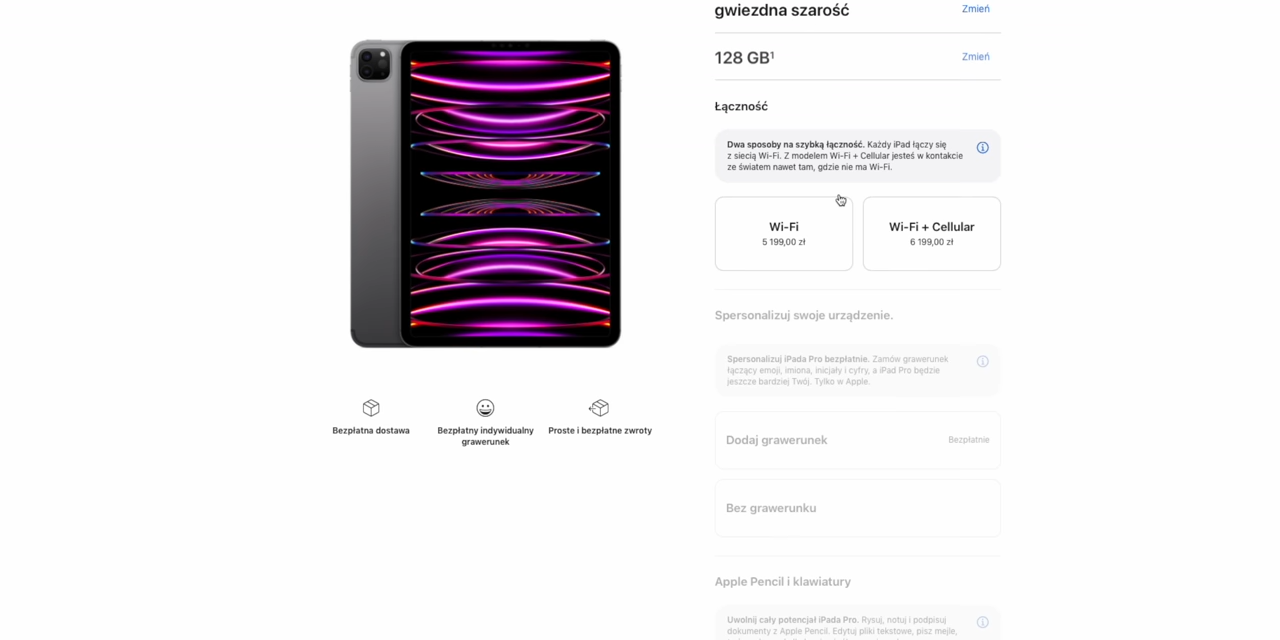 gwiezdna szarość
Zmień
128 GB¹
Zmień
Łączność
Dwa sposoby na szybką łączność. Każdy iPad łączy się
z siecią Wi-Fi. Z modelem Wi-Fi + Cellular jesteś w kontakcie
ze światem nawet tam, gdzie nie ma Wi-Fi.
Wi-Fi
5 199,00 zł
Wi-Fi + Cellular
6 199,00 zł
Spersonalizuj swoje urządzenie.
Spersonalizuj iPada Pro bezpłatnie. Zamów grawerunek
łączący emoji, imiona, inicjały i cyfry, a iPad Pro będzie
jeszcze bardziej Twój. Tylko w Apple.
Bezpłatna dostawa
Bezpłatny indywidualny
grawerunek
Proste i bezpłatne zwroty
Dodaj grawerunek
Bezpłatnie
Bez grawerunku
Apple Pencil i klawiatury
Uwolnij cały potencjał iPada Pro. Rysuj, notuj i podpisuj
dokumenty z Apple Pencil. Edytuj pliki tekstowe, pisz mejle,